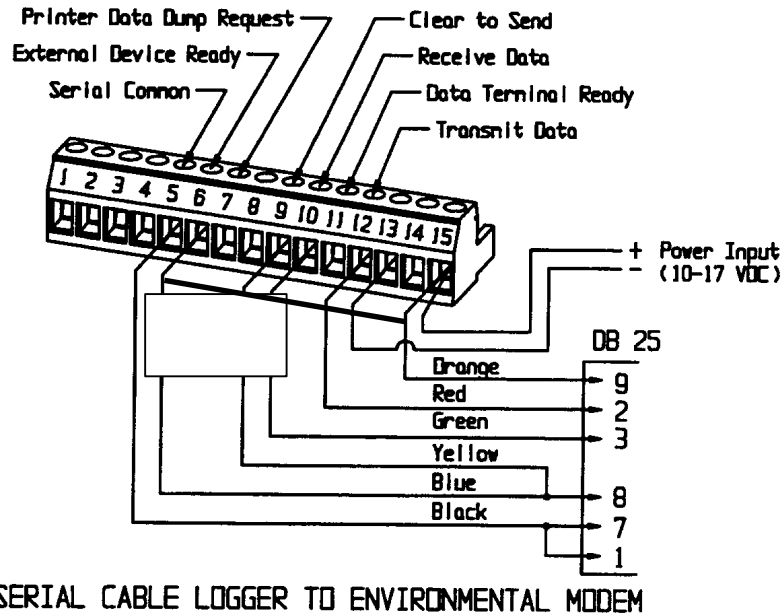 Printer Data Dump Request
External Device Ready
Serial Common
Clear to Send
Receive Data
Data Terminal Ready
Transmit Data
1 2 3 4 5 6 7 8 9 10 11 12 13 14 15
+ Power Input
- (10-17 VDC)
DB 25
Orange 9
Red 2
Green 3
Yellow
Blue 8
Black 7
1
SERIAL CABLE LOGGER TO ENVIRONMENTAL MODEM